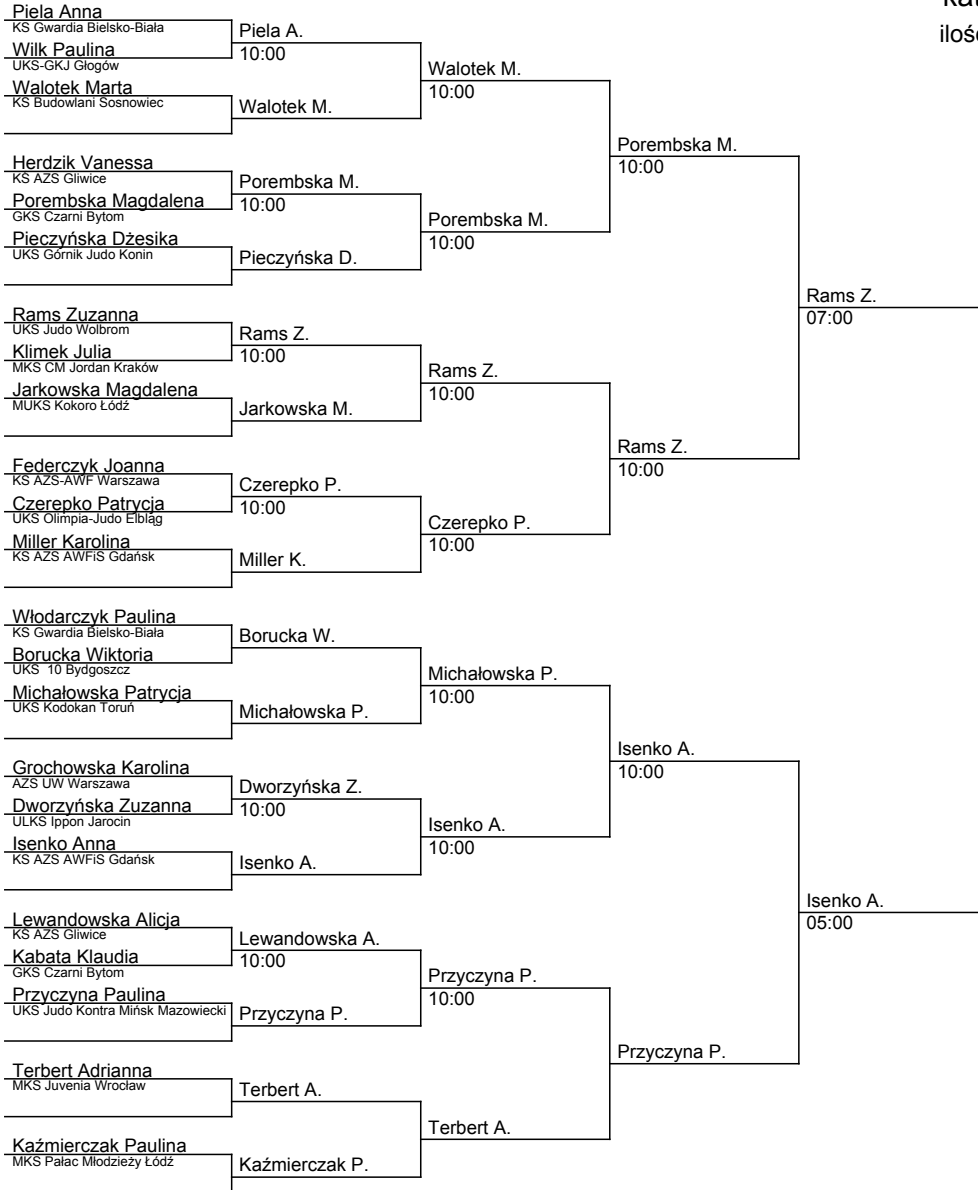 Piela Anna
KS Gwardia Bielsko-Biała
Wilk Paulina
UKS-GKJ Głogów
Walotek Marta
KS Budowlani Sosnowiec
Herdzik Vanessa
KS AZS Gliwice
Porembska Magdalena
GKS Czarni Bytom
Pieczyńska Dżesika
UKS Górnik Judo Konin
Rams Zuzanna
UKS Judo Wolbrom
Klimek Julia
MKS CM Jordan Kraków
Jarkowska Magdalena
MUKS Kokoro Łódź
Federczyk Joanna
KS AZS-AWF Warszawa
Czerepko Patrycja
UKS Olimpia-Judo Elbląg
Miller Karolina
KS AZS AWFiS Gdańsk
Włodarczyk Paulina
KS Gwardia Bielsko-Biała
Borucka Wiktoria
UKS 10 Bydgoszcz
Michałowska Patrycja
UKS Kodokan Toruń
Grochowska Karolina
AZS UW Warszawa
Dworzyńska Zuzanna
ULKS Ippon Jarocin
Isenko Anna
KS AZS AWFiS Gdańsk
Lewandowska Alicja
KS AZS Gliwice
Kabata Klaudia
GKS Czarni Bytom
Przyczyna Paulina
UKS Judo Kontra Mińsk Mazowiecki
Terbert Adrianna
MKS Juvenia Wrocław
Kaźmierczak Paulina
MKS Pałac Młodzieży Łódź
Piela A.
10:00
Walotek M.
Porembska M.
10:00
Pieczyńska D.
Rams Z.
10:00
Jarkowska M.
Czerepko P.
10:00
Miller K.
Borucka W.
Michałowska P.
Dworzyńska Z.
10:00
Isenko A.
Lewandowska A.
10:00
Przyczyna P.
Terbert A.
Kaźmierczak P.
Walotek M.
10:00
Porembska M.
10:00
Rams Z.
10:00
Czerepko P.
10:00
Michałowska P.
10:00
Isenko A.
10:00
Przyczyna P.
10:00
Terbert A.
Porembska M.
10:00
Rams Z.
10:00
Isenko A.
10:00
Przyczyna P.
Rams Z.
07:00
Isenko A.
05:00